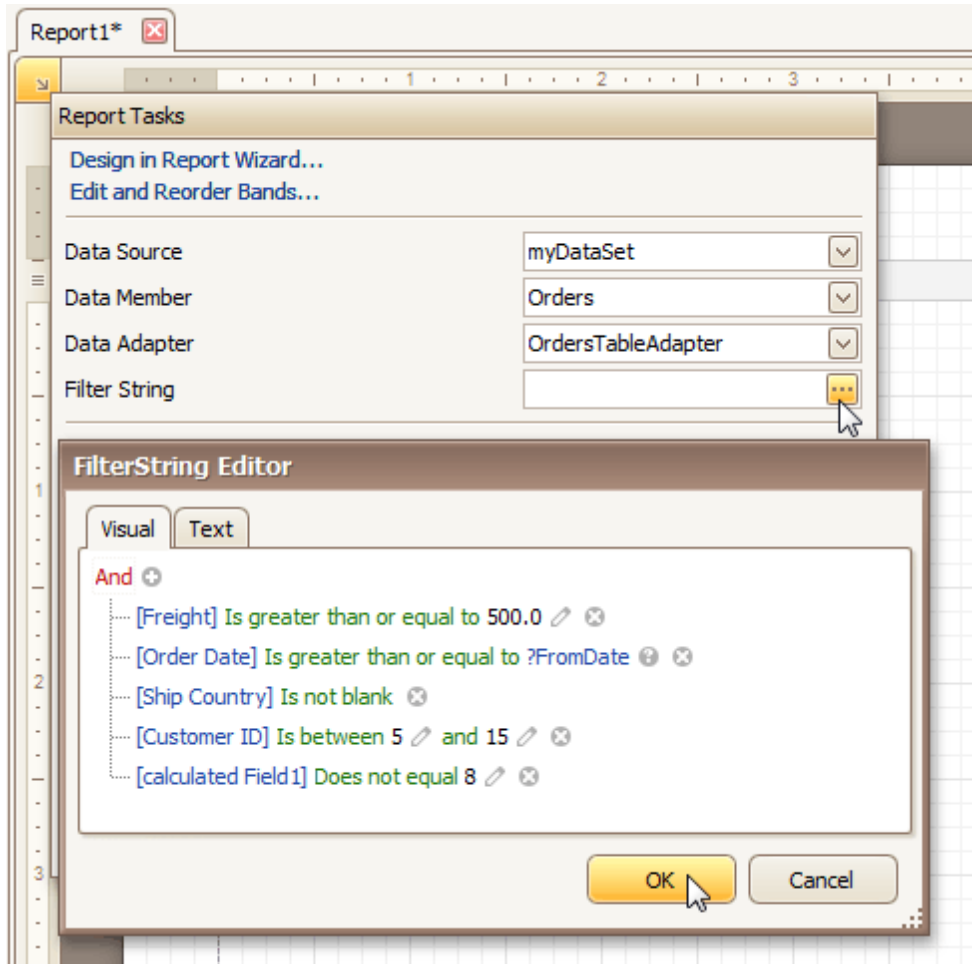 Report1*
1 2 3
Report Tasks
Design in Report Wizard...
Edit and Reorder Bands...
Data Source myDataSet
Data Member Orders
Data Adapter OrdersTableAdapter
Filter String
FilterString Editor
1
Visual Text
And
[Freight] Is greater than or equal to 500.0
[Order Date] Is greater than or equal to ?FromDate
2
[Ship Country] Is not blank
[Customer ID] Is between 5 and 15
[calculated Field1] Does not equal 8
3
OK Cancel